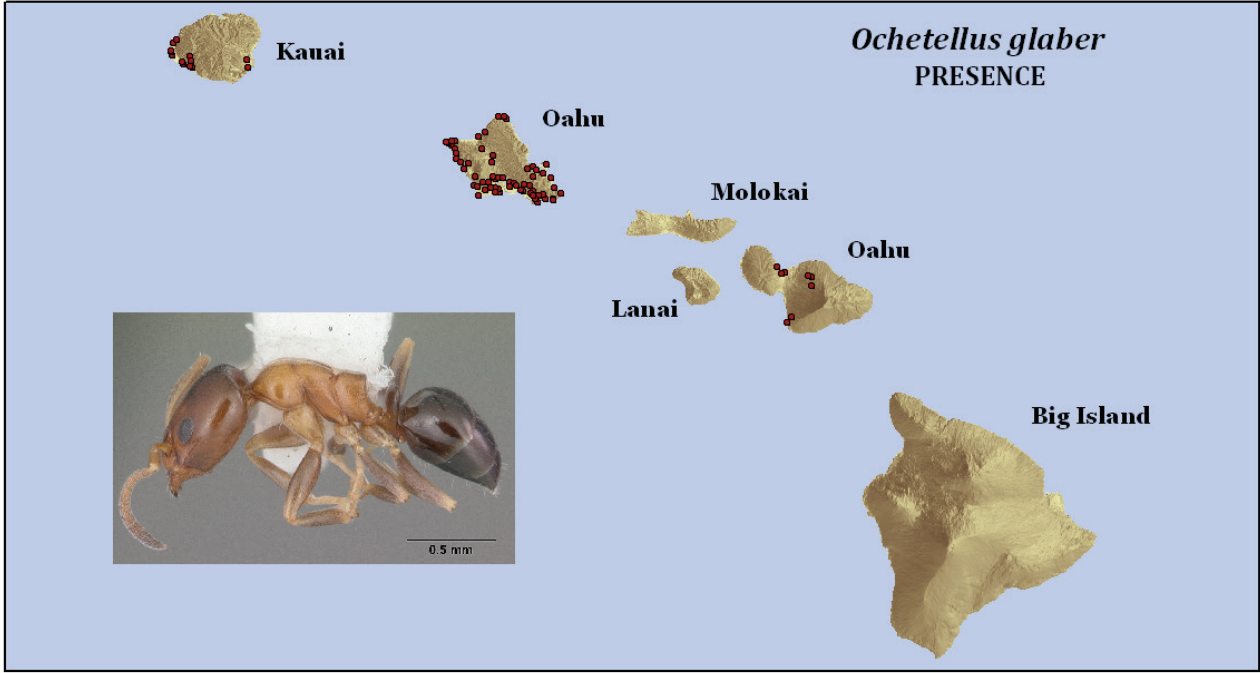 Ochetellus glaber
PRESENCE
Kauai
Oahu
Molokai
Oahu
Lanai
Big Island
0.5 mm